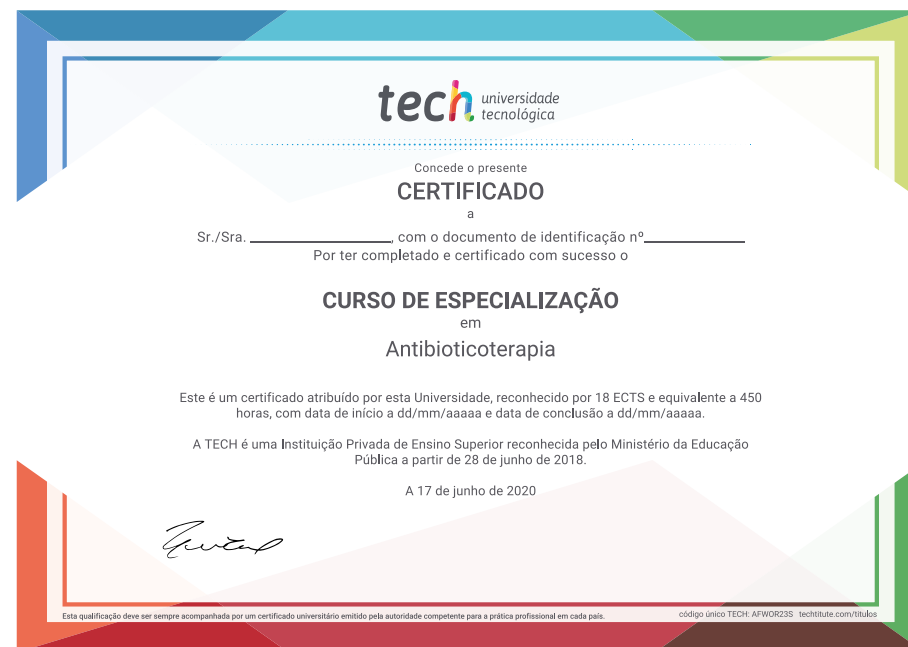 tech universidade
tecnológica
Concede o presente
CERTIFICADO
a
Sr./Sra. ____________________, com o documento de identificação nº______________
Por ter completado e certificado com sucesso o
CURSO DE ESPECIALIZAÇÃO
em
Antibioticoterapia
Este é um certificado atribuído por esta Universidade, reconhecido por 18 ECTS e equivalente a 450
horas, com data de início a dd/mm/aaaaa e data de conclusão a dd/mm/aaaaa.
A TECH é uma Instituição Privada de Ensino Superior reconhecida pelo Ministério da Educação
Pública a partir de 28 de junho de 2018.
A 17 de junho de 2020
Esta qualificação deve ser sempre acompanhada por um certificado universitário emitido pela autoridade competente para a prática profissional em cada país.
código único TECH: AFWOR23S techtitute.com/títulos